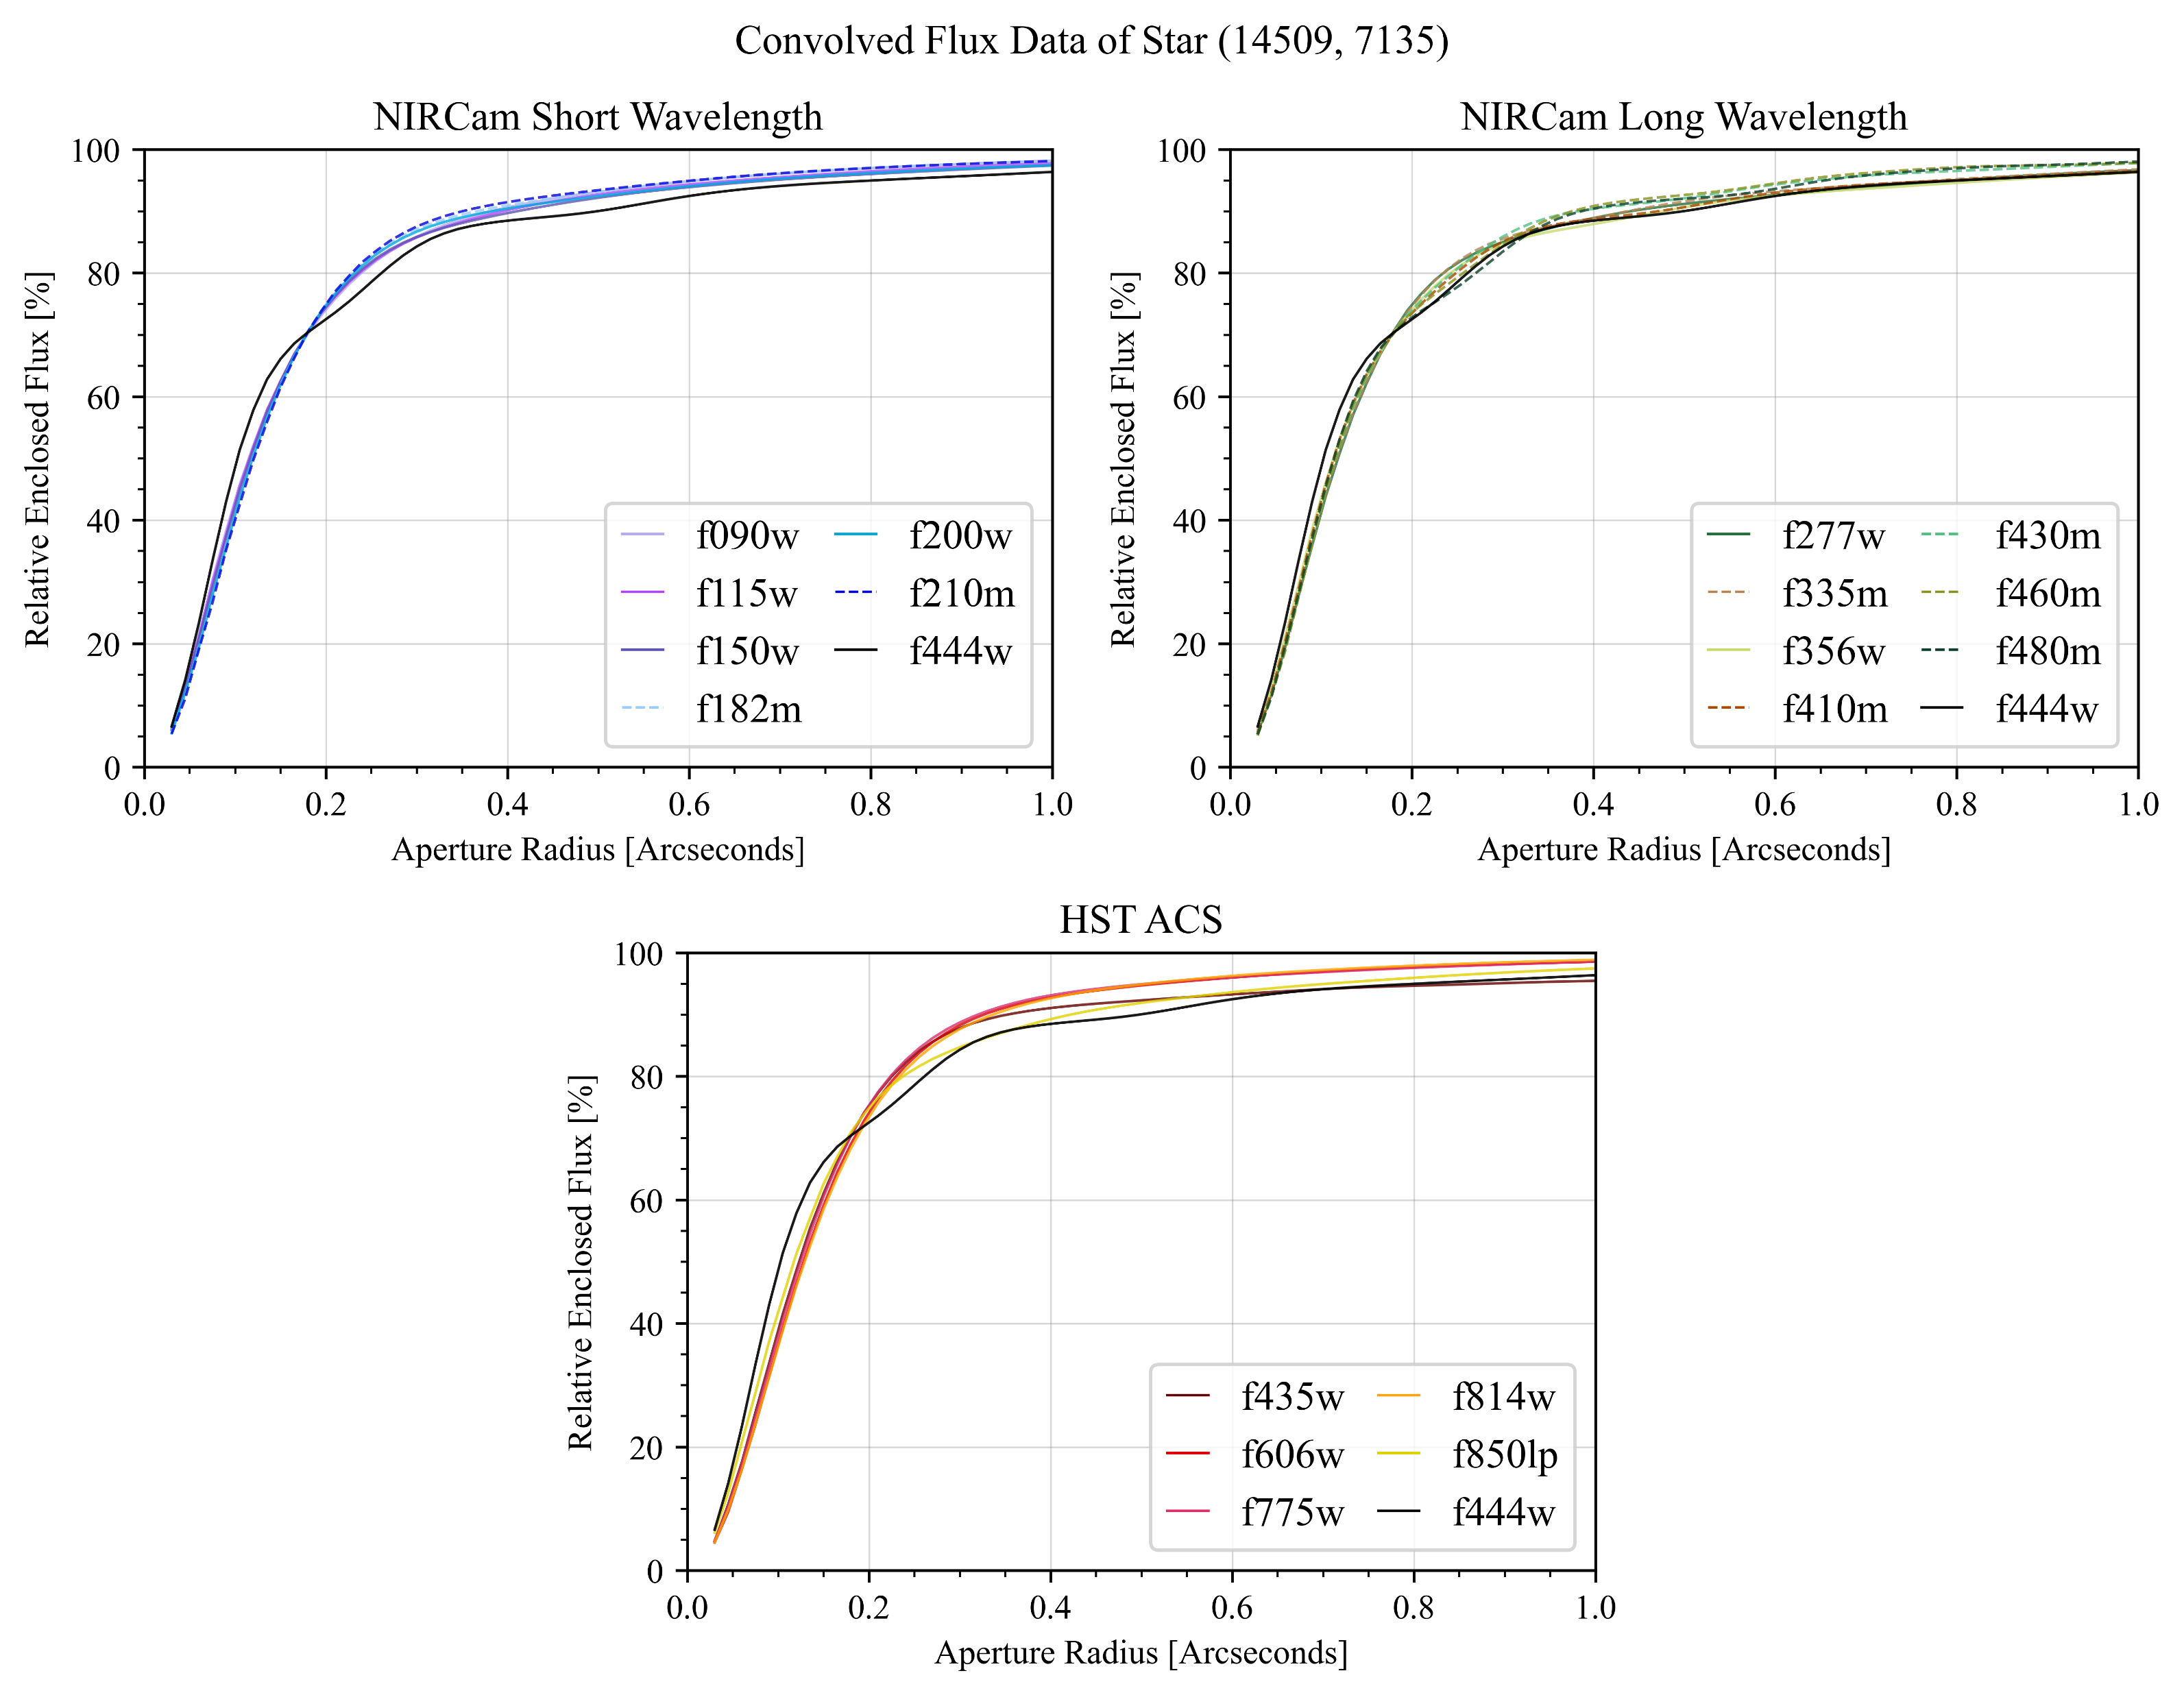 Convolved Flux Data of Star (14509, 7135)
NIRCam Short Wavelength
Relative Enclosed Flux [%]
100
80
60
40
20
0
0.0 0.2 0.4 0.6 0.8 1.0
Aperture Radius [Arcseconds]
f090w f200w
f115w f210m
f150w f444w
f182m
NIRCam Long Wavelength
Relative Enclosed Flux [%]
100
80
60
40
20
0
0.0 0.2 0.4 0.6 0.8 1.0
Aperture Radius [Arcseconds]
f277w f430m
f335m f460m
f356w f480m
f410m f444w
HST ACS
Relative Enclosed Flux [%]
100
80
60
40
20
0
0.0 0.2 0.4 0.6 0.8 1.0
Aperture Radius [Arcseconds]
f435w f814w
f606w f850lp
f775w f444w